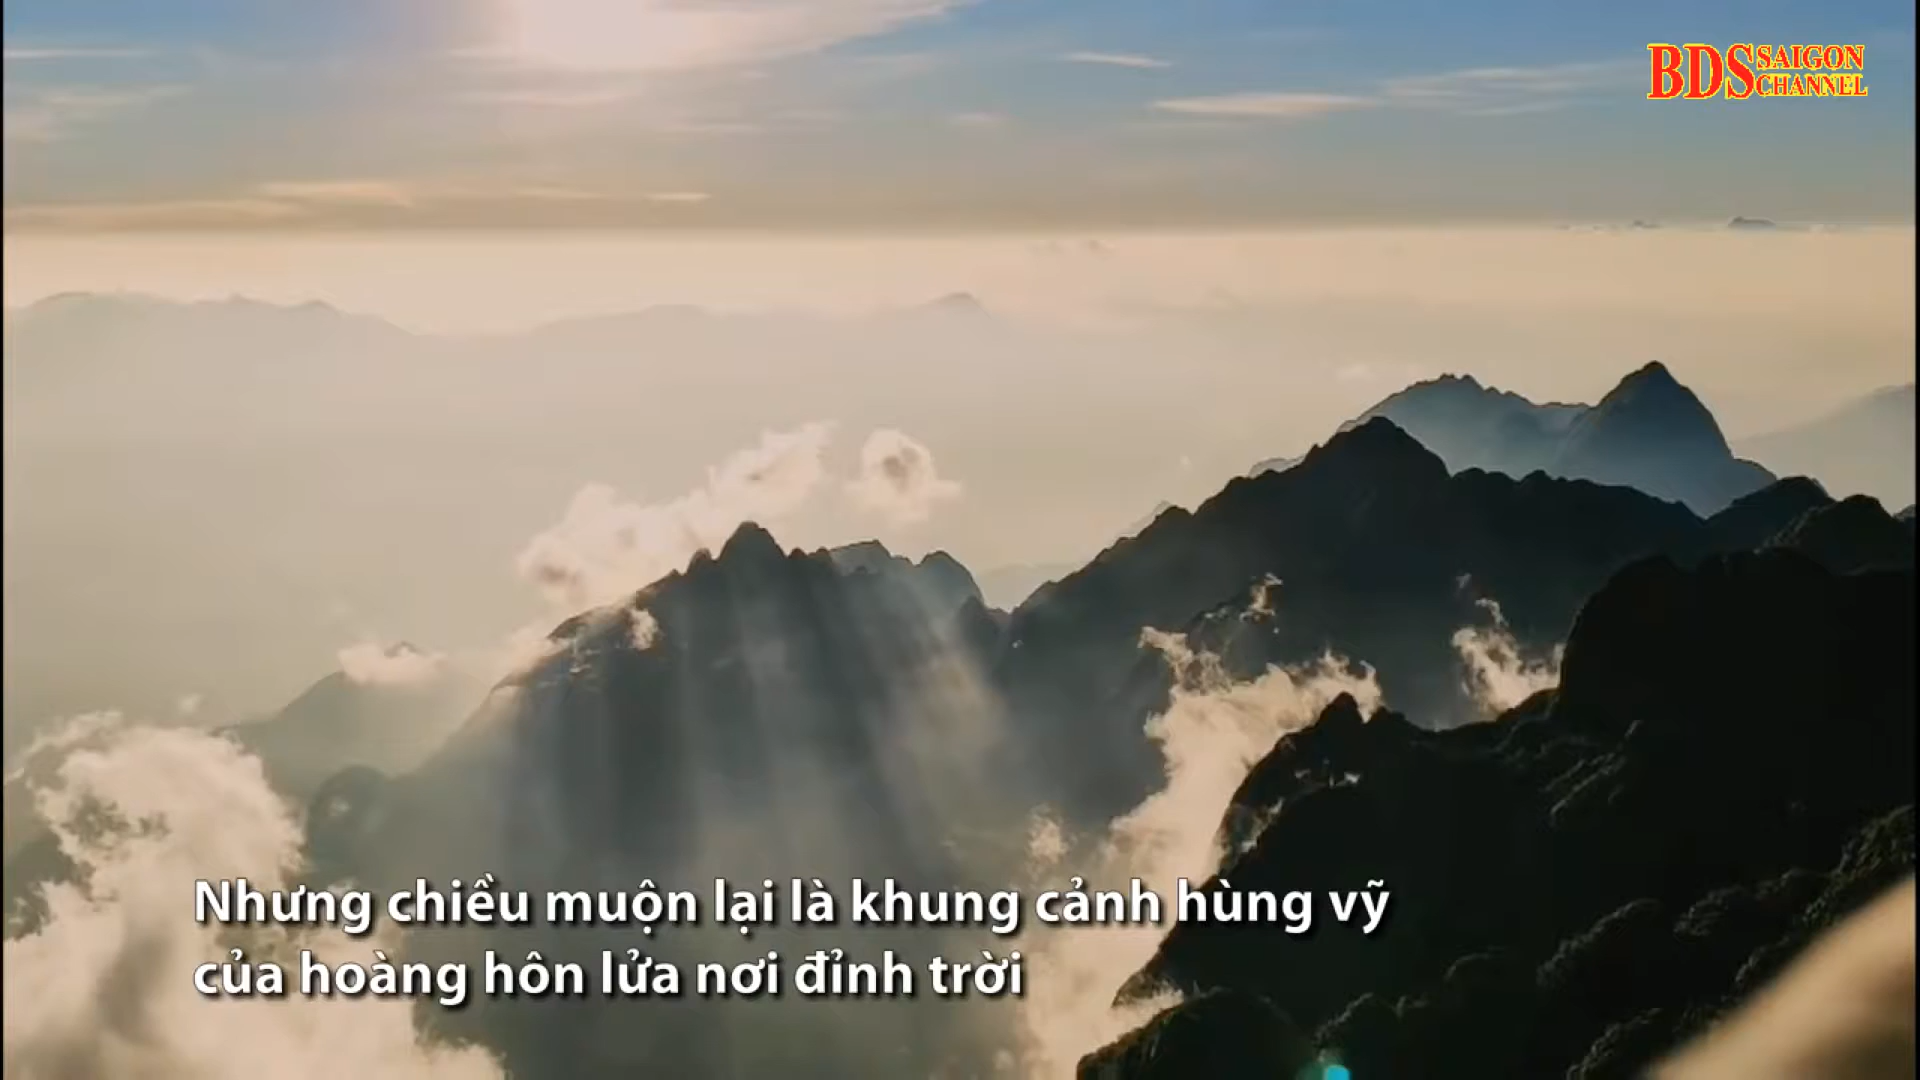 BDS SAIGON CHANNEL
Nhưng chiều muộn lại là khung cảnh hùng vỹ
của hoàng hôn lửa nơi đỉnh trời